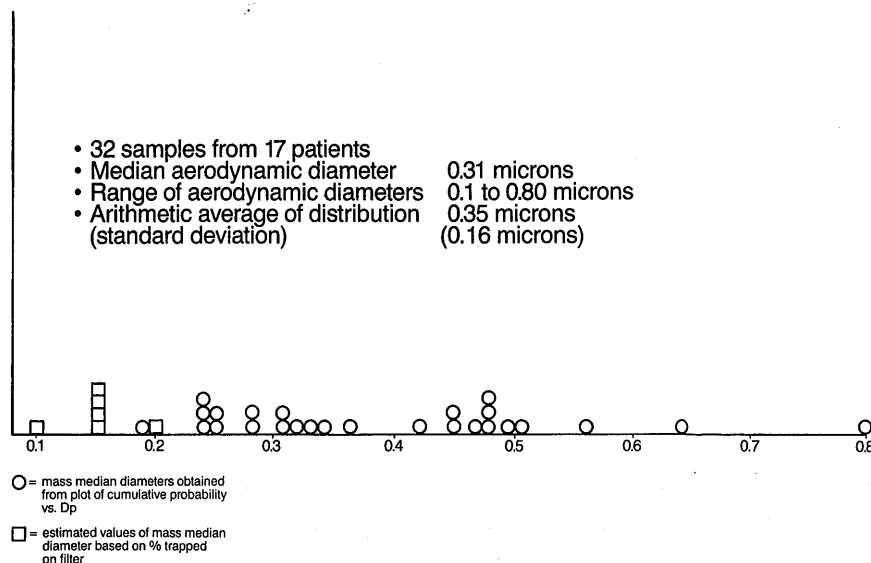 • 32 samples from 17 patients
• Median aerodynamic diameter 0.31 microns
• Range of aerodynamic diameters 0.1 to 0.80 microns
• Arithmetic average of distribution 0.35 microns
(standard deviation) (0.16 microns)
0.1 0.2 0.3 0.4 0.5 0.6 0.7 0.8
= mass median diameters obtained
from plot of cumulative probability
vs. Dp
= estimated values of mass median
diameter based on % trapped
on filter